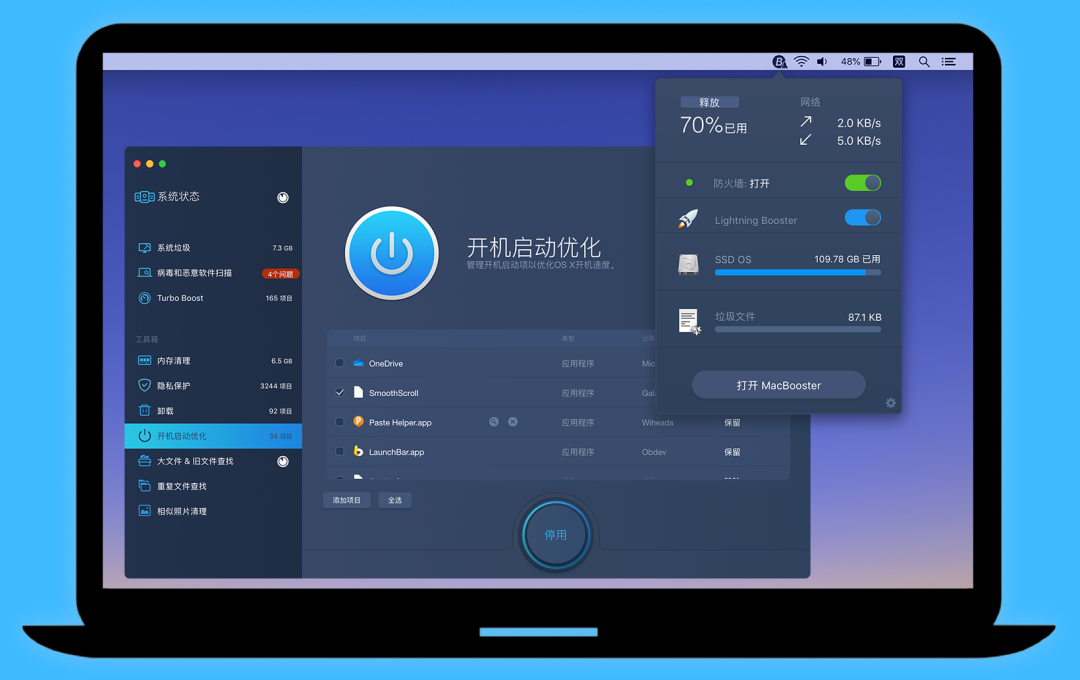 48%
双
释放
70%已用
网络
2.0 KB/s
5.0 KB/s
防火墙: 打开
Lightning Booster
SSD OS
109.78 GB 已用
垃圾文件
87.1 KB
打开 MacBooster
系统状态
系统垃圾
7.3 GB
病毒和恶意软件扫描
4个问题
Turbo Boost
165 项目
工具箱
内存清理
6.5 GB
隐私保护
3244 项目
卸载
92 项目
开机启动优化
34 项目
大文件 & 旧文件查找
重复文件查找
相似照片清理
开机启动优化
管理开机启动项以优化OS X开机速度。
项目
类型
公司
OneDrive
应用程序
Mic
SmoothScroll
应用程序
Gal
Paste Helper.app
应用程序
Wiheads
保留
LaunchBar.app
应用程序
Obdev
保留
添加项目
全选
停用